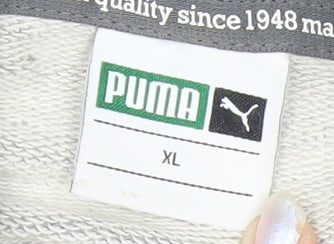 quality since 1948 ma
PUMA
XL